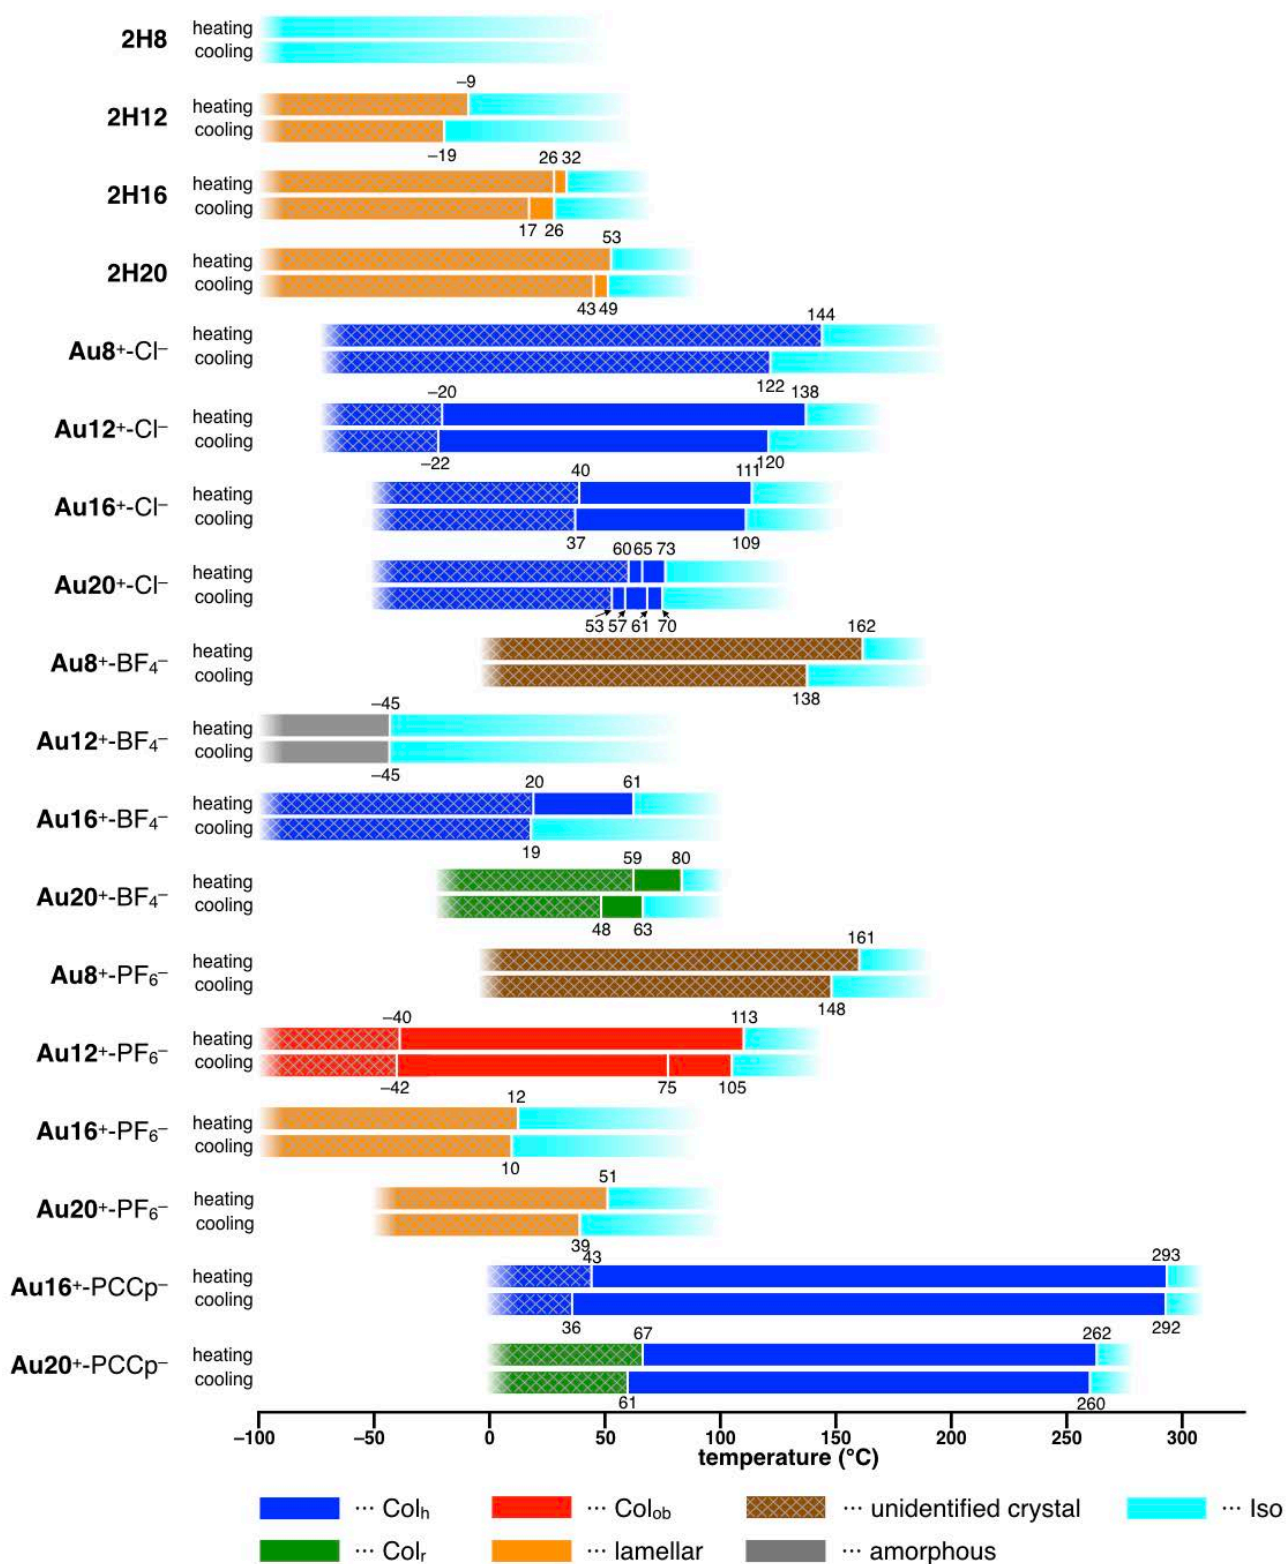 2H8 heating
cooling
–9
2H12 heating
cooling
–19 26 32
2H16 heating
cooling
17 26 53
2H20 heating
cooling
43 49 144
Au8⁺-Cl⁻ heating
cooling
–20 122 138
Au12⁺-Cl⁻ heating
cooling
–22 120
40 111
Au16⁺-Cl⁻ heating
cooling
37 109
60 65 73
Au20⁺-Cl⁻ heating
cooling
53 57 61 70 162
Au8⁺-BF₄⁻ heating
cooling
138
–45
Au12⁺-BF₄⁻ heating
cooling
–45
20 61
Au16⁺-BF₄⁻ heating
cooling
19 59 80
Au20⁺-BF₄⁻ heating
cooling
48 63
161
Au8⁺-PF₆⁻ heating
cooling
148
–40 113
Au12⁺-PF₆⁻ heating
cooling
–42 75 105
12
Au16⁺-PF₆⁻ heating
cooling
10 51
Au20⁺-PF₆⁻ heating
cooling
39
43 293
Au16⁺-PCCp⁻ heating
cooling
36 292
67 262
Au20⁺-PCCp⁻ heating
cooling
61 260
–100 –50 0 50 100 150 200 250 300
temperature (°C)
··· Colₕ ··· Colₒb ··· unidentified crystal ··· Iso
··· Colᵣ ··· lamellar ··· amorphous